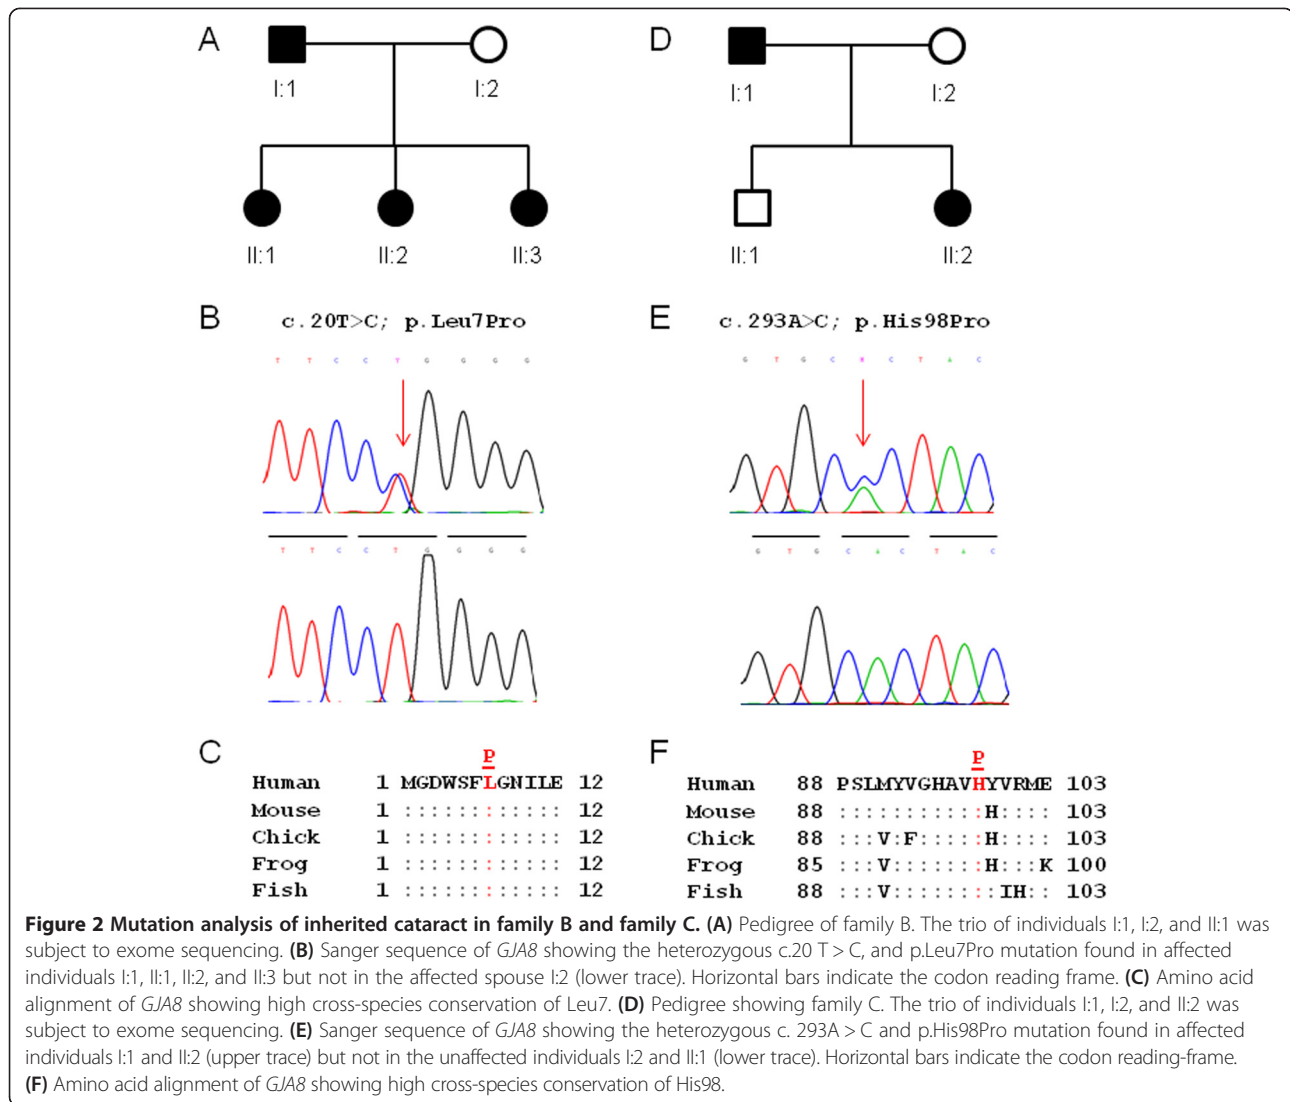 A
I:1
I:2
II:1
II:2
II:3
D
I:1
I:2
II:1
II:2
B
c.20T>C; p.Leu7Pro
T T C C Y G G G G
T T C C T G G G G
E
c.293A>C; p.His98Pro
G T G C M C T A C
G T G C A C T A C
C
P
Human 1 MGDWSFLGNILE 12
Mouse 1 :::::::::::: 12
Chick 1 :::::::::::: 12
Frog 1 :::::::::::: 12
Fish 1 :::::::::::: 12
F
P
Human 88 PSLMYVGHAVHYVRME 103
Mouse 88 :::::::::::H:::: 103
Chick 88 :::V:F:::::H:::: 103
Frog 85 :::V:::::::H:::K 100
Fish 88 :::V::::::::IH:: 103
Figure 2 Mutation analysis of inherited cataract in family B and family C. (A) Pedigree of family B. The trio of individuals I:1, I:2, and II:1 was
subject to exome sequencing. (B) Sanger sequence of GJA8 showing the heterozygous c.20 T > C, and p.Leu7Pro mutation found in affected
individuals I:1, II:1, II:2, and II:3 but not in the affected spouse I:2 (lower trace). Horizontal bars indicate the codon reading frame. (C) Amino acid
alignment of GJA8 showing high cross-species conservation of Leu7. (D) Pedigree showing family C. The trio of individuals I:1, I:2, and II:2 was
subject to exome sequencing. (E) Sanger sequence of GJA8 showing the heterozygous c. 293A > C and p.His98Pro mutation found in affected
individuals I:1 and II:2 (upper trace) but not in the unaffected individuals I:2 and II:1 (lower trace). Horizontal bars indicate the codon reading-frame.
(F) Amino acid alignment of GJA8 showing high cross-species conservation of His98.